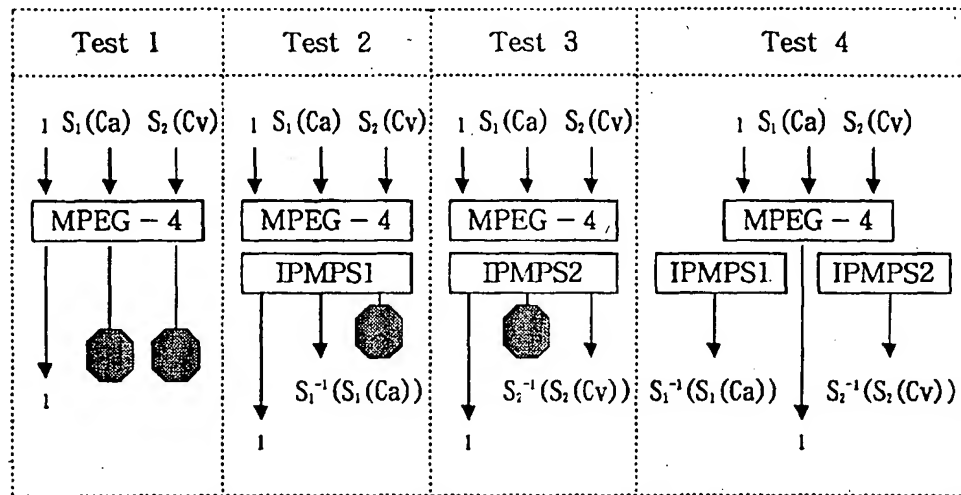 Test 1 Test 2 Test 3 Test 4
1 S₁(Ca) S₂(Cv) 1 S₁(Ca) S₂(Cv) 1 S₁(Ca) S₂(Cv) 1 S₁(Ca) S₂(Cv)
MPEG - 4 MPEG - 4 MPEG - 4 MPEG - 4
IPMPS1 IPMPS2 IPMPS1 IPMPS2
1 S₁⁻¹(S₁(Ca)) S₂⁻¹(S₂(Cv)) S₁⁻¹(S₁(Ca)) S₂⁻¹(S₂(Cv))
1 1 1